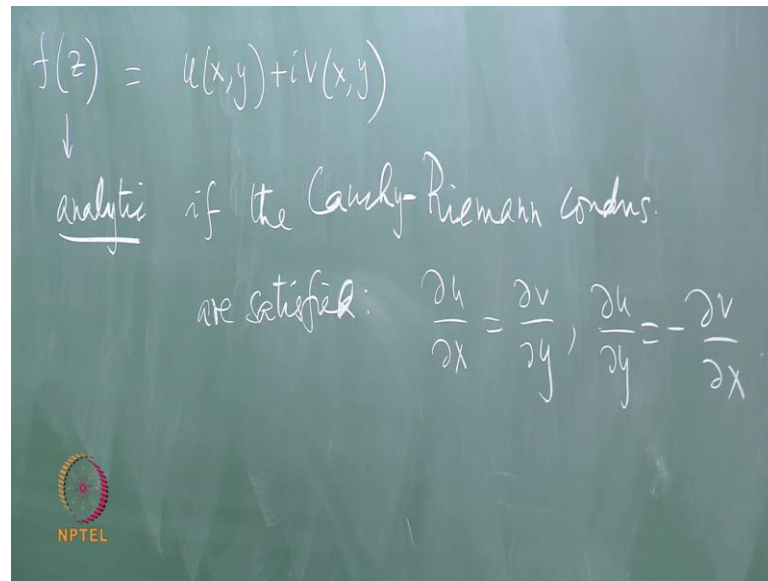 f(z) = u(x,y)+iv(x,y)
↓
analytic if the Cauchy-Riemann condns.
are satisfied: ∂u/∂x = ∂v/∂y, ∂u/∂y = -∂v/∂x
NPTEL